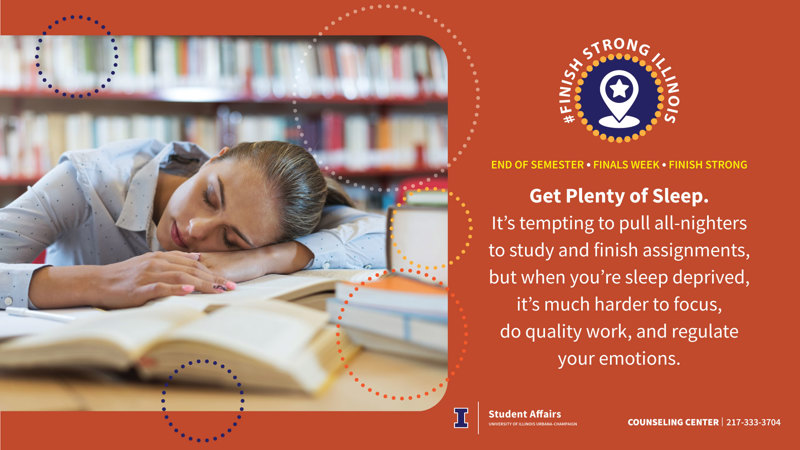 #FINISH STRONG ILLINOIS
END OF SEMESTER • FINALS WEEK • FINISH STRONG
Get Plenty of Sleep.
It's tempting to pull all-nighters
to study and finish assignments,
but when you're sleep deprived,
it's much harder to focus,
do quality work, and regulate
your emotions.
I
Student Affairs
UNIVERSITY OF ILLINOIS URBANA-CHAMPAIGN
COUNSELING CENTER | 217-333-3704